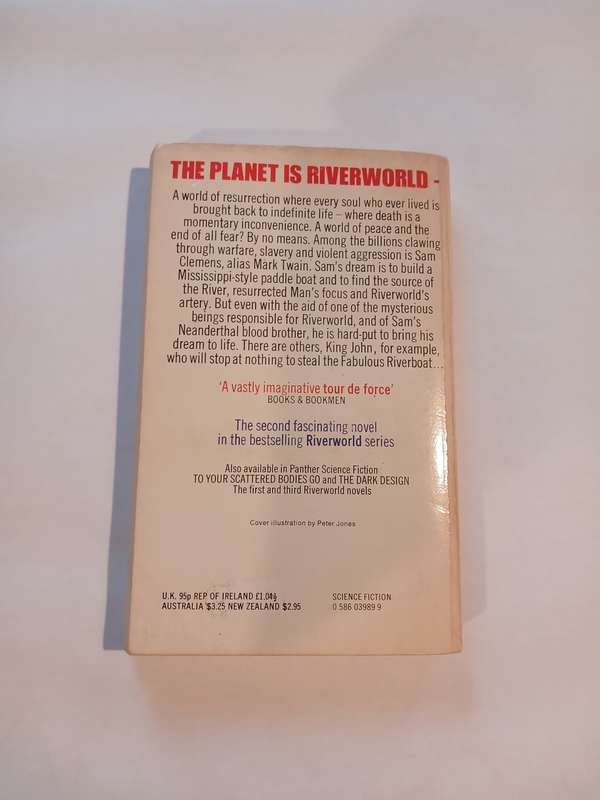 THE PLANET IS RIVERWORLD -
A world of resurrection where every soul who ever lived is
brought back to indefinite life – where death is a
momentary inconvenience. A world of peace and the
end of all fear? By no means. Among the billions clawing
through warfare, slavery and violent aggression is Sam
Clemens, alias Mark Twain. Sam's dream is to build a
Mississippi-style paddle boat and to find the source of
the River, resurrected Man's focus and Riverworld's
artery. But even with the aid of one of the mysterious
beings responsible for Riverworld, and of Sam's
Neanderthal blood brother, he is hard-put to bring his
dream to life. There are others, King John, for example,
who will stop at nothing to steal the Fabulous Riverboat...
'A vastly imaginative tour de force'
BOOKS & BOOKMEN
The second fascinating novel
in the bestselling Riverworld series
Also available in Panther Science Fiction
TO YOUR SCATTERED BODIES GO and THE DARK DESIGN
The first and third Riverworld novels
Cover illustration by Peter Jones
U.K. 95p REP OF IRELAND £1.04½
AUSTRALIA $3.25 NEW ZEALAND $2.95
SCIENCE FICTION
0 586 03989 9